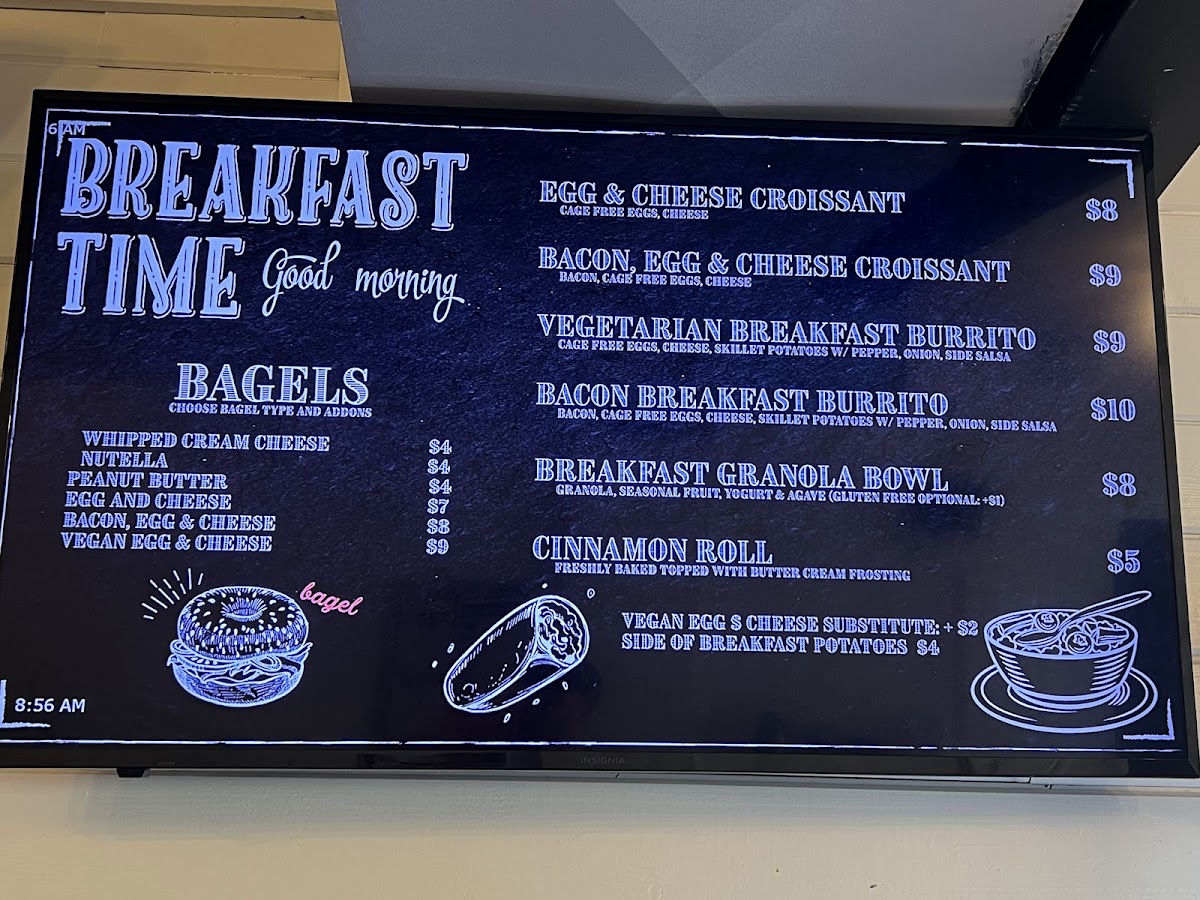 6 AM
BREAKFAST
TIME Good morning
BAGELS
CHOOSE BAGEL TYPE AND ADDONS
WHIPPED CREAM CHEESE $4
NUTELLA $4
PEANUT BUTTER $4
EGG AND CHEESE $7
BACON, EGG & CHEESE $8
VEGAN EGG & CHEESE $9
bagel
8:56 AM
EGG & CHEESE CROISSANT $8
CAGE FREE EGGS, CHEESE
BACON, EGG & CHEESE CROISSANT $9
BACON, CAGE FREE EGGS, CHEESE
VEGETARIAN BREAKFAST BURRITO $9
CAGE FREE EGGS, CHEESE, SKILLET POTATOES W/ PEPPER, ONION, SIDE SALSA
BACON BREAKFAST BURRITO $10
BACON, CAGE FREE EGGS, CHEESE, SKILLET POTATOES W/ PEPPER, ONION, SIDE SALSA
BREAKFAST GRANOLA BOWL $8
GRANOLA, SEASONAL FRUIT, YOGURT & AGAVE (GLUTEN FREE OPTIONAL: +$1)
CINNAMON ROLL $5
FRESHLY BAKED TOPPED WITH BUTTER CREAM FROSTING
VEGAN EGG $ CHEESE SUBSTITUTE: + $2
SIDE OF BREAKFAST POTATOES $4
INSIGNIA